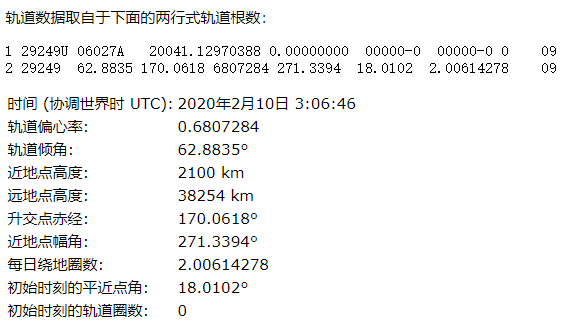 轨道数据取自于下面的两行式轨道根数:
1 29249U 06027A   20041.12970388 0.00000000  00000-0  00000-0 0    09
2 29249  62.8835 170.0618 6807284 271.3394  18.0102  2.00614278    09
时间 (协调世界时 UTC): 2020年2月10日 3:06:46
轨道偏心率: 0.6807284
轨道倾角: 62.8835°
近地点高度: 2100 km
远地点高度: 38254 km
升交点赤经: 170.0618°
近地点幅角: 271.3394°
每日绕地圈数: 2.00614278
初始时刻的平近点角: 18.0102°
初始时刻的轨道圈数: 0